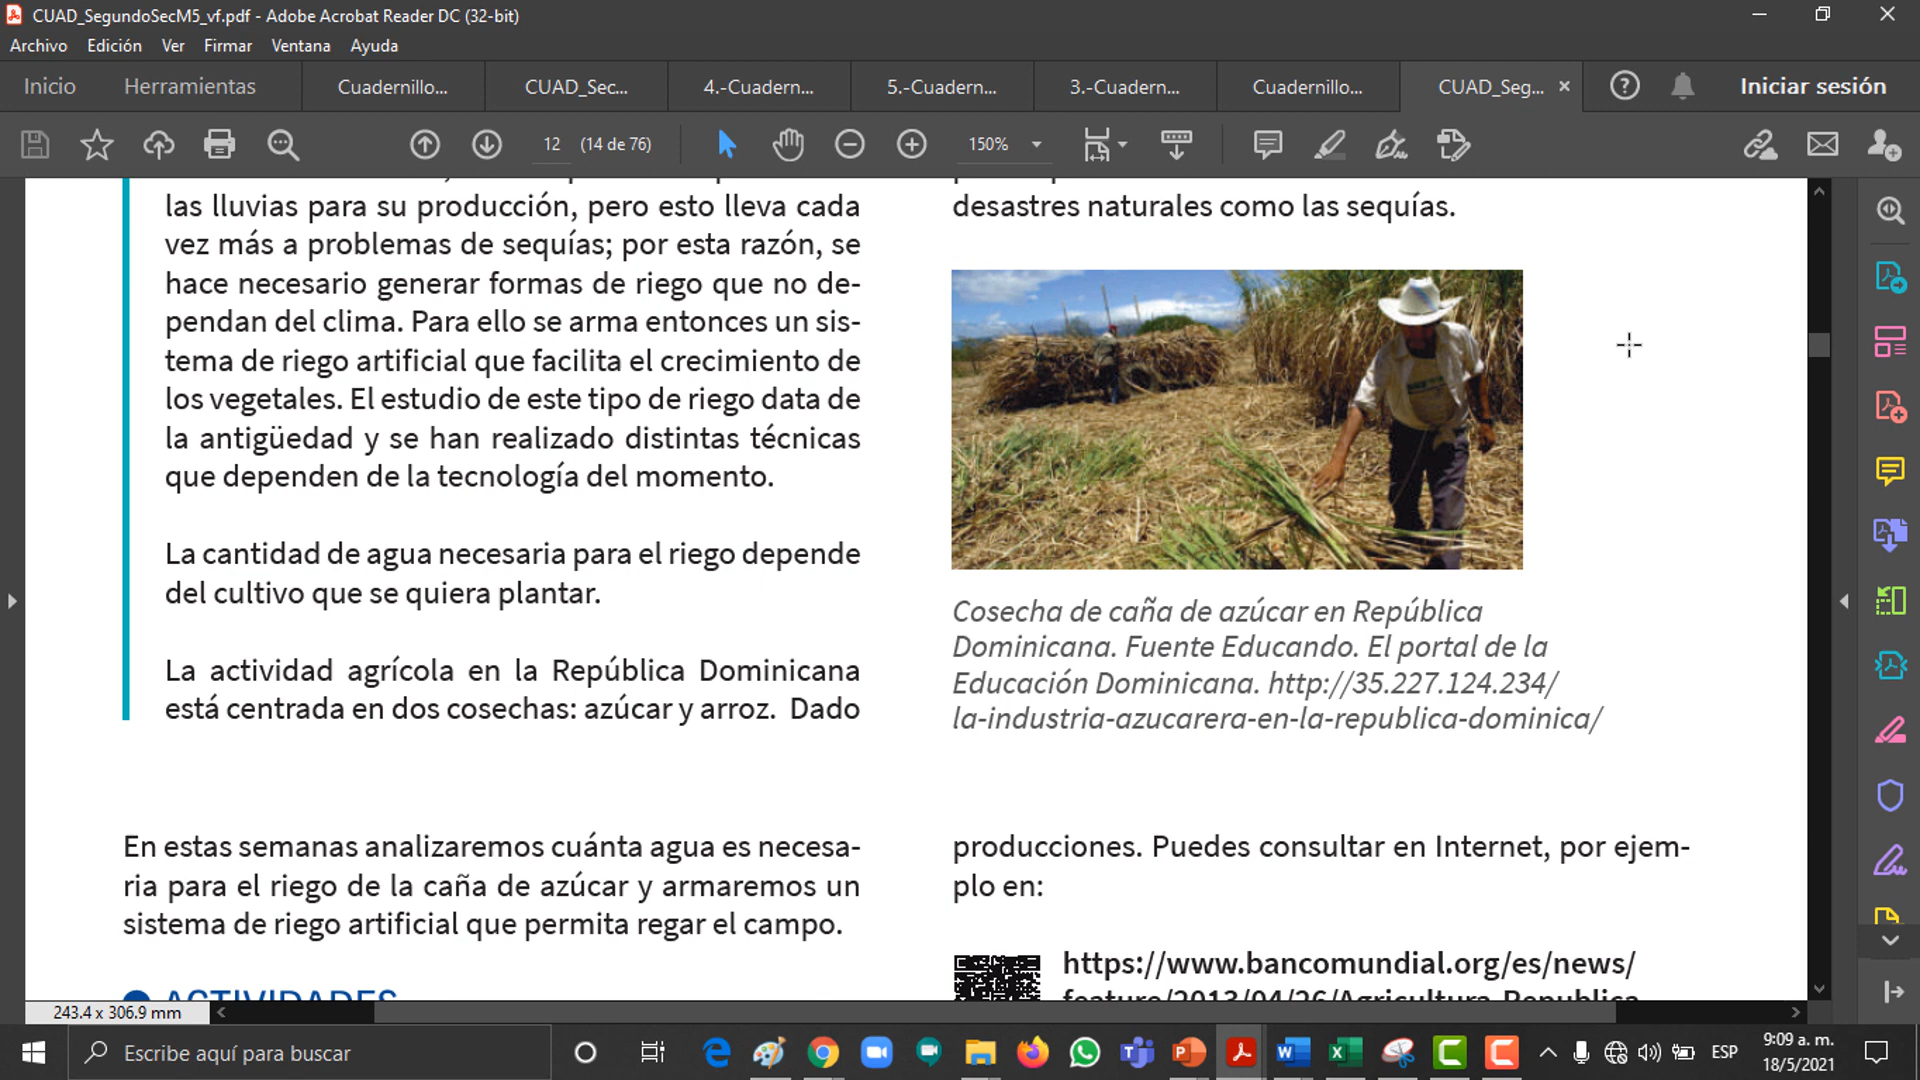 CUAD_SegundoSecM5_vf.pdf - Adobe Acrobat Reader DC (32-bit)
Archivo Edición Ver Firmar Ventana Ayuda
Inicio Herramientas Cuadernillo... CUAD_Sec... 4.-Cuadern... 5.-Cuadern... 3.-Cuadern... Cuadernillo... CUAD_Seg... Iniciar sesión
12 (14 de 76) 150%
las lluvias para su producción, pero esto lleva cada
vez más a problemas de sequías; por esta razón, se
hace necesario generar formas de riego que no de-
pendan del clima. Para ello se arma entonces un sis-
tema de riego artificial que facilita el crecimiento de
los vegetales. El estudio de este tipo de riego data de
la antigüedad y se han realizado distintas técnicas
que dependen de la tecnología del momento.
La cantidad de agua necesaria para el riego depende
del cultivo que se quiera plantar.
La actividad agrícola en la República Dominicana
está centrada en dos cosechas: azúcar y arroz. Dado
desastres naturales como las sequías.
Cosecha de caña de azúcar en República
Dominicana. Fuente Educando. El portal de la
Educación Dominicana. http://35.227.124.234/
la-industria-azucarera-en-la-republica-dominica/
En estas semanas analizaremos cuánta agua es necesa-
ria para el riego de la caña de azúcar y armaremos un
sistema de riego artificial que permita regar el campo.
ACTIVIDADES
producciones. Puedes consultar en Internet, por ejem-
plo en:
https://www.bancomundial.org/es/news/
feature/2013/04/26/Agricultura-Republica-
243.4 x 306.9 mm
Escribe aquí para buscar
ESP
9:09 a. m.
18/5/2021